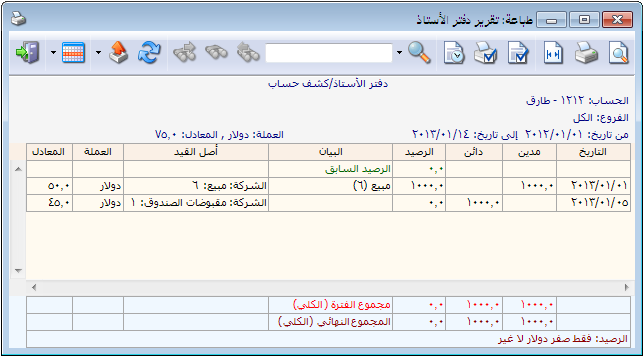 طباعة: تقرير دفتر الأستاذ
دفتر الأستاذ/كشف حساب
الحساب: ١٢١٢ - طارق
الفروع: الكل
من تاريخ: ٢٠١٢/٠١/٠١ إلى تاريخ: ٢٠١٣/٠١/١٤ العملة: دولار , المعادل: ٧٥,٠
التاريخ مدين دائن الرصيد البيان أصل القيد العملة المعادل
٠,٠ الرصيد السابق
٢٠١٣/٠١/٠١ ١٠٠٠,٠ ١٠٠٠,٠ مبيع (٦) الشركة: مبيع: ٦ دولار ٥٠,٠
٢٠١٣/٠١/٠٥ ١٠٠٠,٠ ٠,٠ الشركة: مقبوضات الصندوق: ١ دولار ٤٥,٠
١٠٠٠,٠ ١٠٠٠,٠ ٠,٠ مجموع الفترة (الكلي)
١٠٠٠,٠ ١٠٠٠,٠ ٠,٠ المجموع النهائي (الكلي)
الرصيد: فقط صفر دولار لا غير